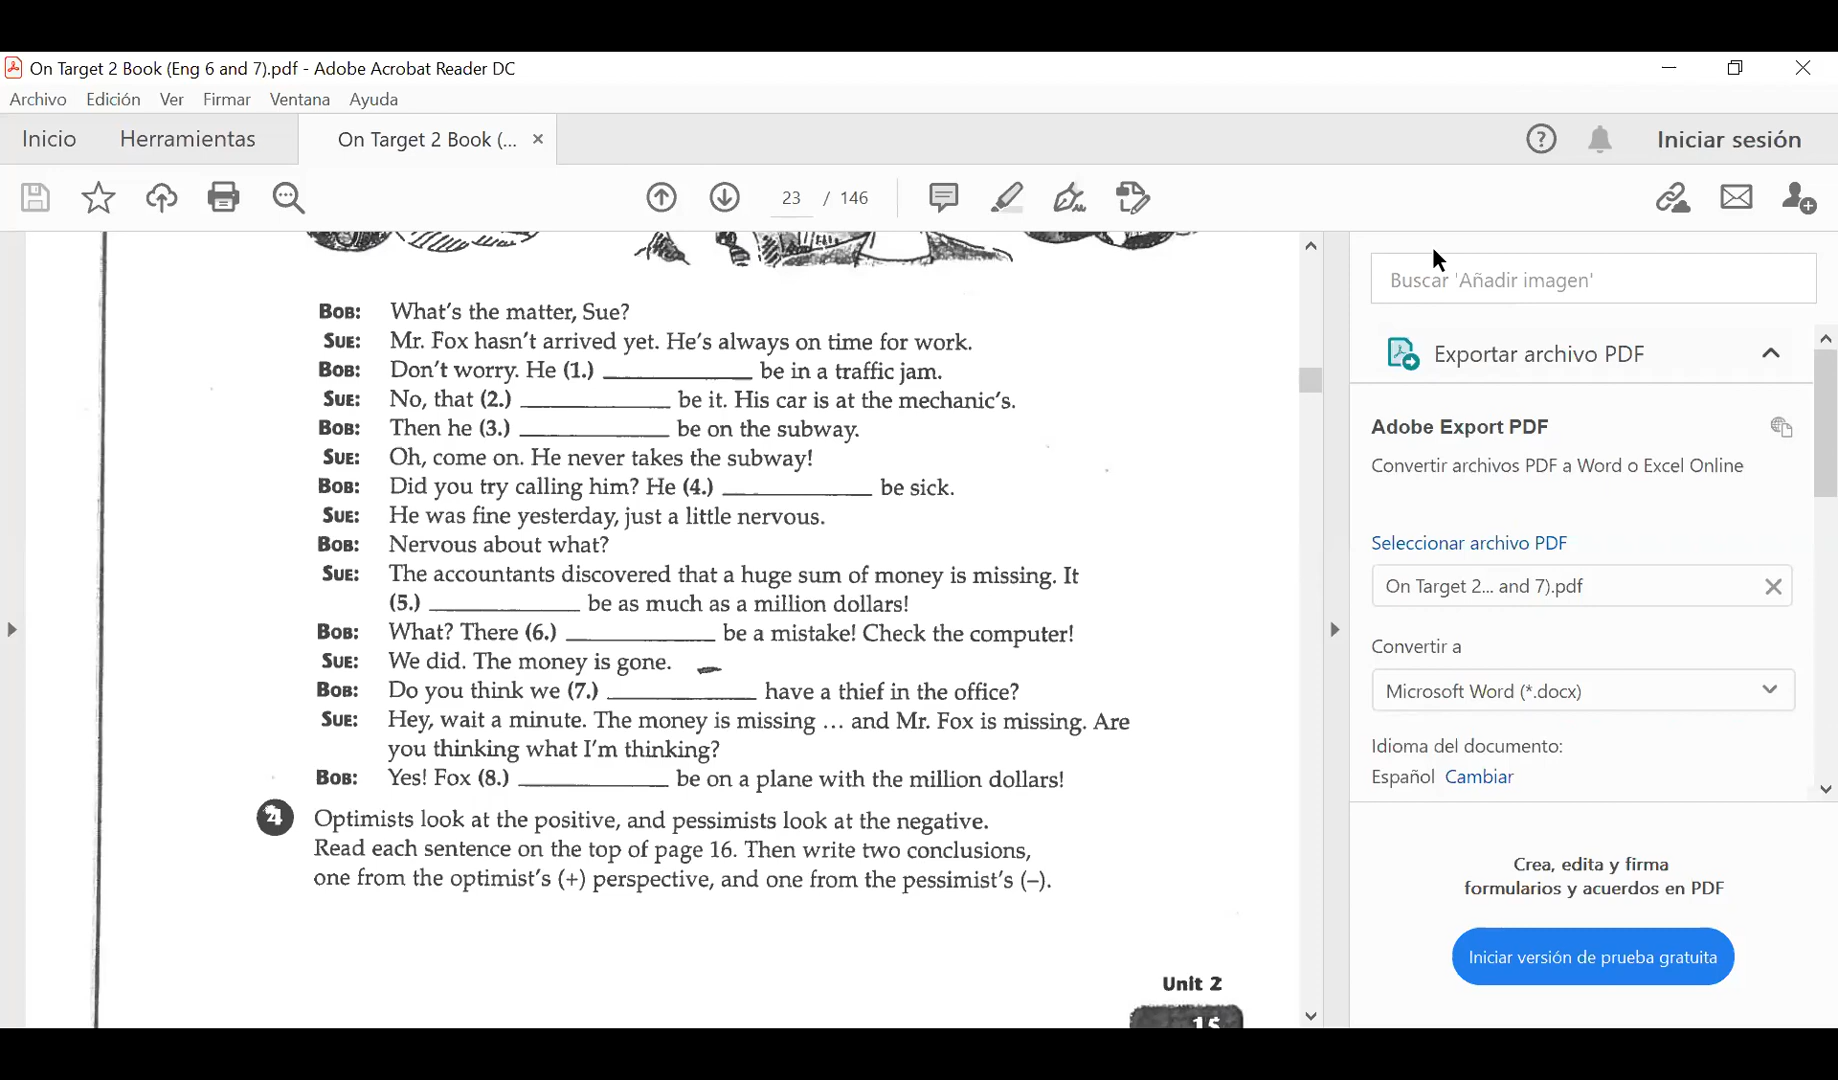 On Target 2 Book (Eng 6 and 7).pdf - Adobe Acrobat Reader DC
Archivo Edición Ver Firmar Ventana Ayuda
Inicio Herramientas On Target 2 Book (... × Iniciar sesión
23 / 146
Buscar 'Añadir imagen'
Exportar archivo PDF
Adobe Export PDF
Convertir archivos PDF a Word o Excel Online
Seleccionar archivo PDF
On Target 2... and 7).pdf
Convertir a
Microsoft Word (*.docx)
Idioma del documento:
Español Cambiar
Crea, edita y firma
formularios y acuerdos en PDF
Iniciar versión de prueba gratuita
BOB: What's the matter, Sue?
SUE: Mr. Fox hasn't arrived yet. He's always on time for work.
BOB: Don't worry. He (1.) ____________ be in a traffic jam.
SUE: No, that (2.) ____________ be it. His car is at the mechanic's.
BOB: Then he (3.) ____________ be on the subway.
SUE: Oh, come on. He never takes the subway!
BOB: Did you try calling him? He (4.) ____________ be sick.
SUE: He was fine yesterday, just a little nervous.
BOB: Nervous about what?
SUE: The accountants discovered that a huge sum of money is missing. It
(5.) ____________ be as much as a million dollars!
BOB: What? There (6.) ____________ be a mistake! Check the computer!
SUE: We did. The money is gone.
BOB: Do you think we (7.) ____________ have a thief in the office?
SUE: Hey, wait a minute. The money is missing ... and Mr. Fox is missing. Are
you thinking what I'm thinking?
BOB: Yes! Fox (8.) ____________ be on a plane with the million dollars!
4 Optimists look at the positive, and pessimists look at the negative.
Read each sentence on the top of page 16. Then write two conclusions,
one from the optimist's (+) perspective, and one from the pessimist's (–).
Unit 2
15